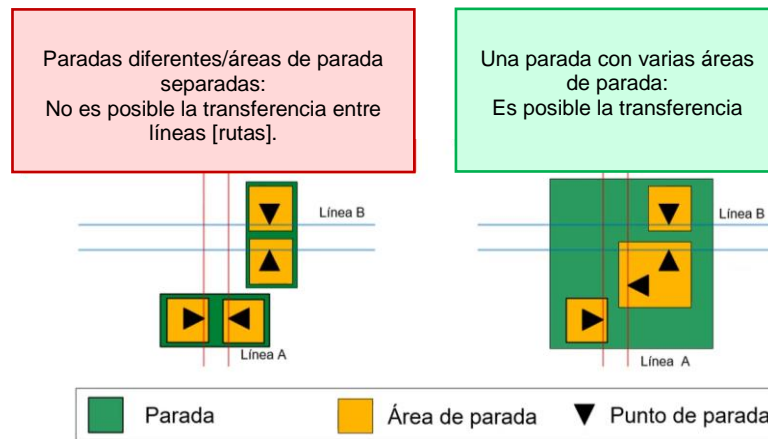 Paradas diferentes/áreas de parada
separadas:
No es posible la transferencia entre
líneas [rutas].
Una parada con varias áreas
de parada:
Es posible la transferencia
Línea B
Línea A
Línea B
Línea A
Parada
Área de parada
Punto de parada